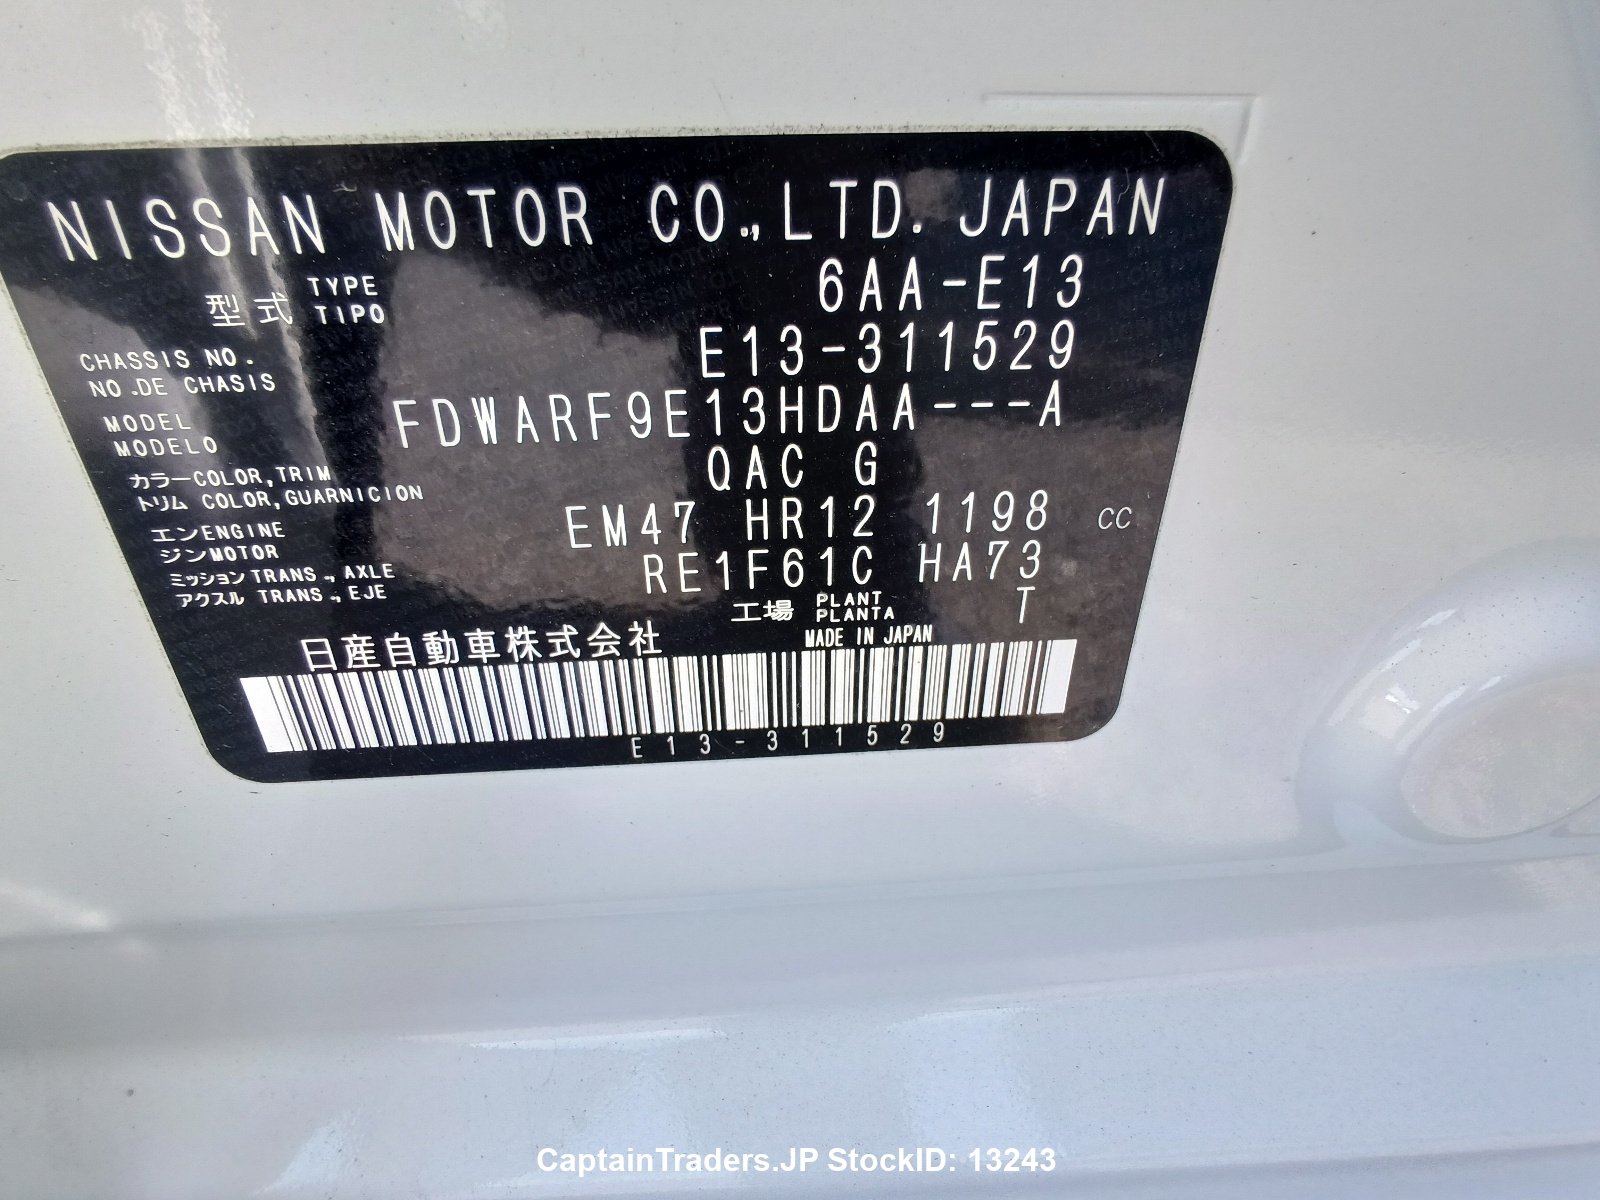 NISSAN MOTOR CO.,LTD. JAPAN
型式 TYPE TIPO 6AA-E13
CHASSIS NO. NO.DE CHASIS E13-311529
MODEL MODELO FDWARF9E13HDAA---A
カラー COLOR,TRIM QAC G
トリム COLOR,GUARNICION
エンジン ENGINE MOTOR EM47 HR12 1198 CC
ミッション TRANS., AXLE RE1F61C HA73
アクスル TRANS., EJE
工場 PLANT PLANTA T
日産自動車株式会社 MADE IN JAPAN
E13-311529
CaptainTraders.JP StockID: 13243